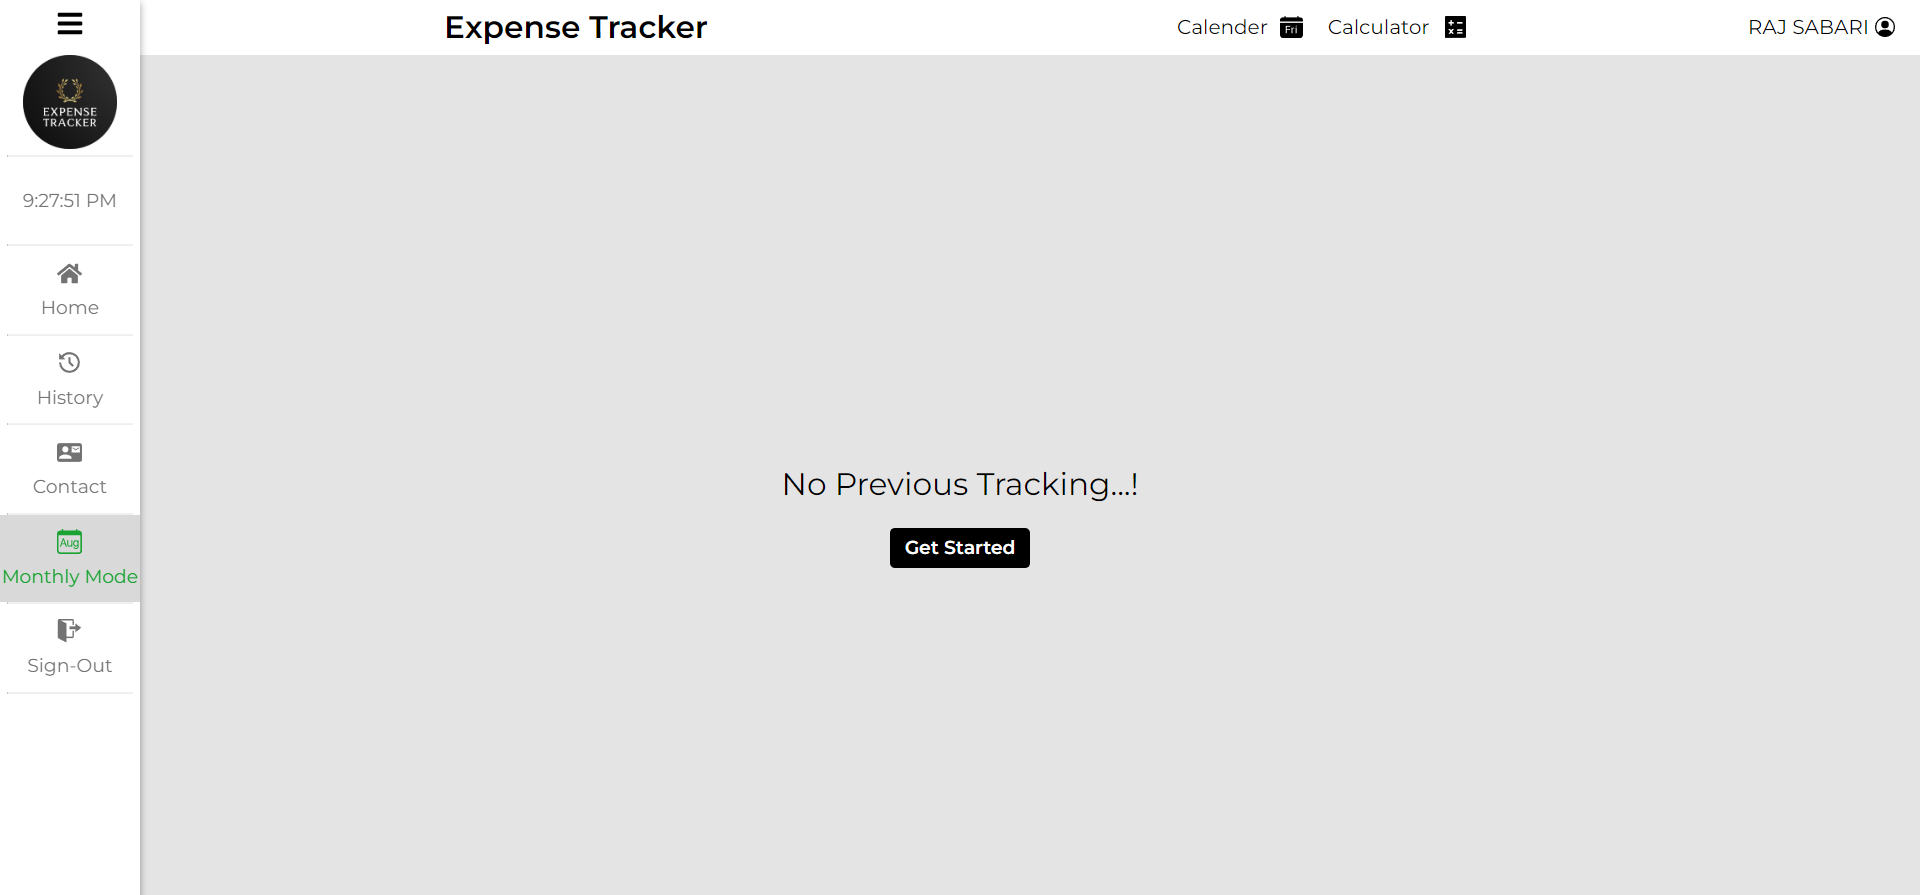 Expense Tracker
Calender Fri Calculator
RAJ SABARI
EXPENSE
TRACKER
9:27:51 PM
Home
History
Contact
Aug
Monthly Mode
Sign-Out
No Previous Tracking...!
Get Started